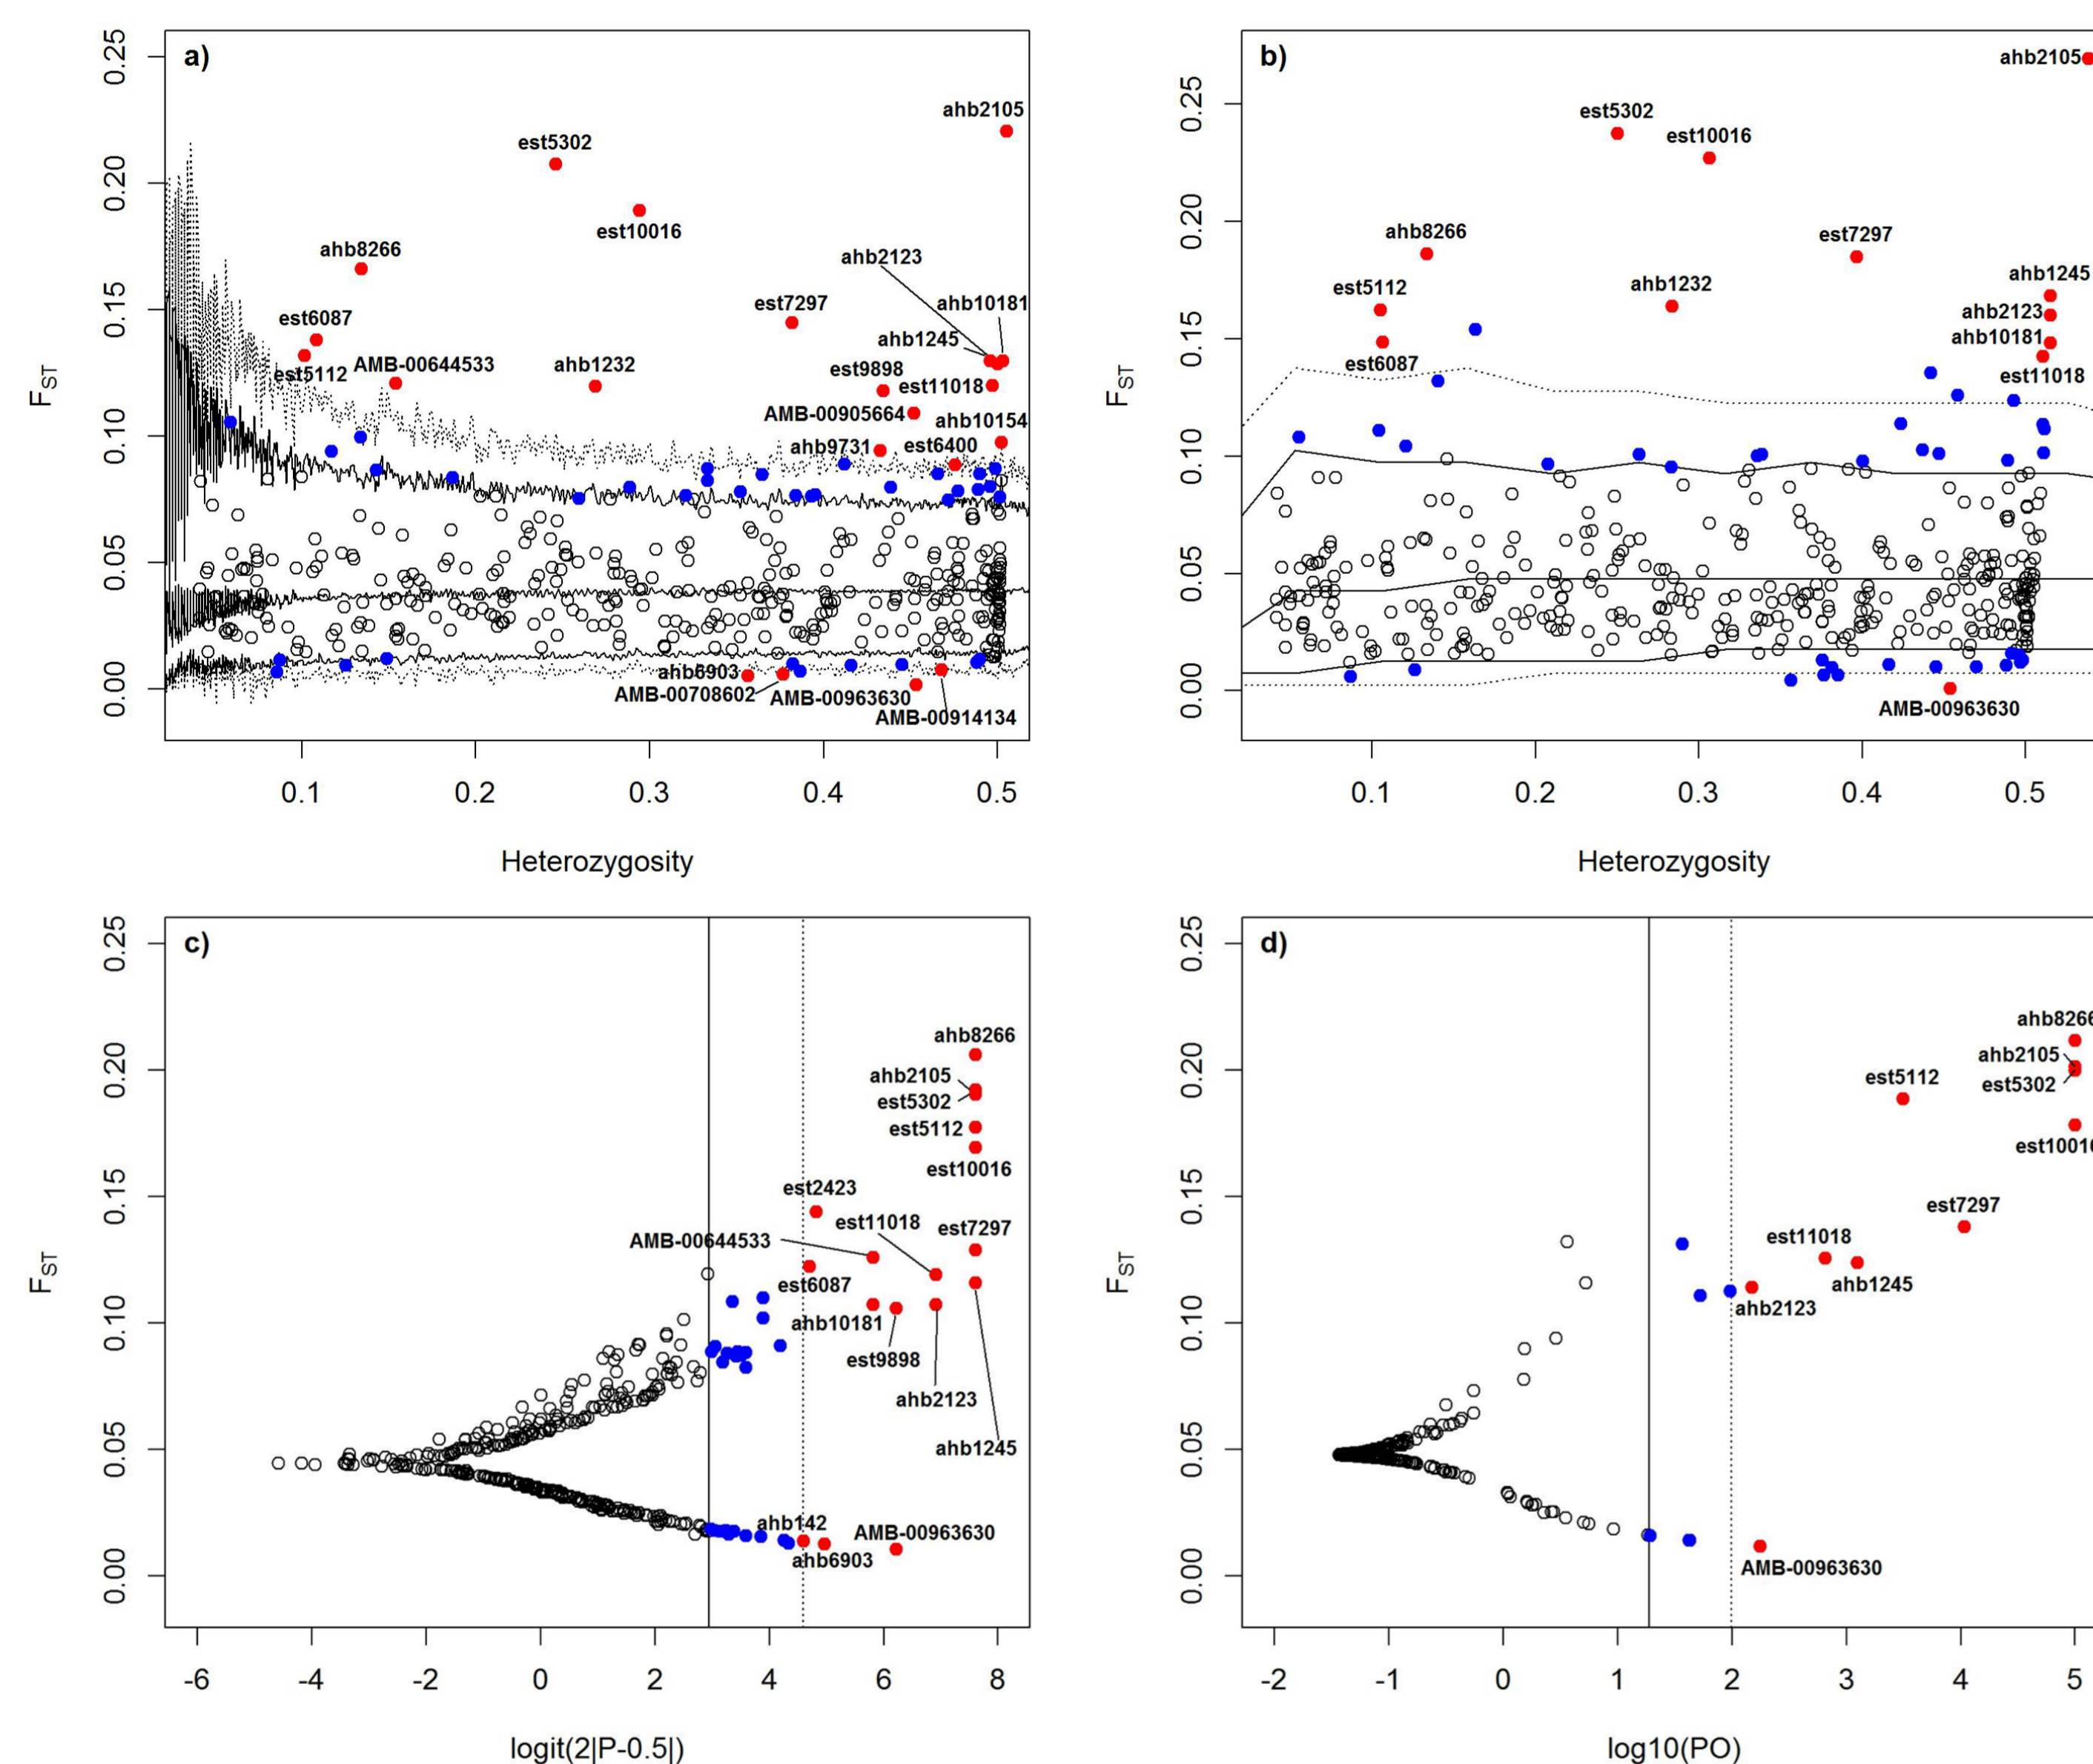 a)
0.25
0.20
0.15
0.10
0.05
0.00
FST
ahb2105
est5302
est10016
ahb8266
ahb2123
est7297
ahb10181
est6087
ahb1245
est5112
AMB-00644533
ahb1232
est9898
est11018
AMB-00905664
ahb10154
ahb9731
est6400
ahb6903
AMB-00708602
AMB-00963630
AMB-00914134
0.1 0.2 0.3 0.4 0.5
Heterozygosity
b)
0.25
0.20
0.15
0.10
0.05
0.00
FST
ahb2105
est5302
est10016
ahb8266
est7297
est5112
ahb1232
ahb1245
ahb2123
ahb10181
est6087
est11018
AMB-00963630
0.1 0.2 0.3 0.4 0.5
Heterozygosity
c)
0.25
0.20
0.15
0.10
0.05
0.00
FST
ahb8266
ahb2105
est5302
est5112
est10016
est2423
est11018
est7297
AMB-00644533
est6087
ahb10181
est9898
ahb2123
ahb1245
ahb142
AMB-00963630
ahb6903
-6 -4 -2 0 2 4 6 8
logit(2|P-0.5|)
d)
0.25
0.20
0.15
0.10
0.05
0.00
FST
ahb8266
ahb2105
est5302
est5112
est10016
est7297
est11018
ahb1245
ahb2123
AMB-00963630
-2 -1 0 1 2 3 4 5
log10(PO)